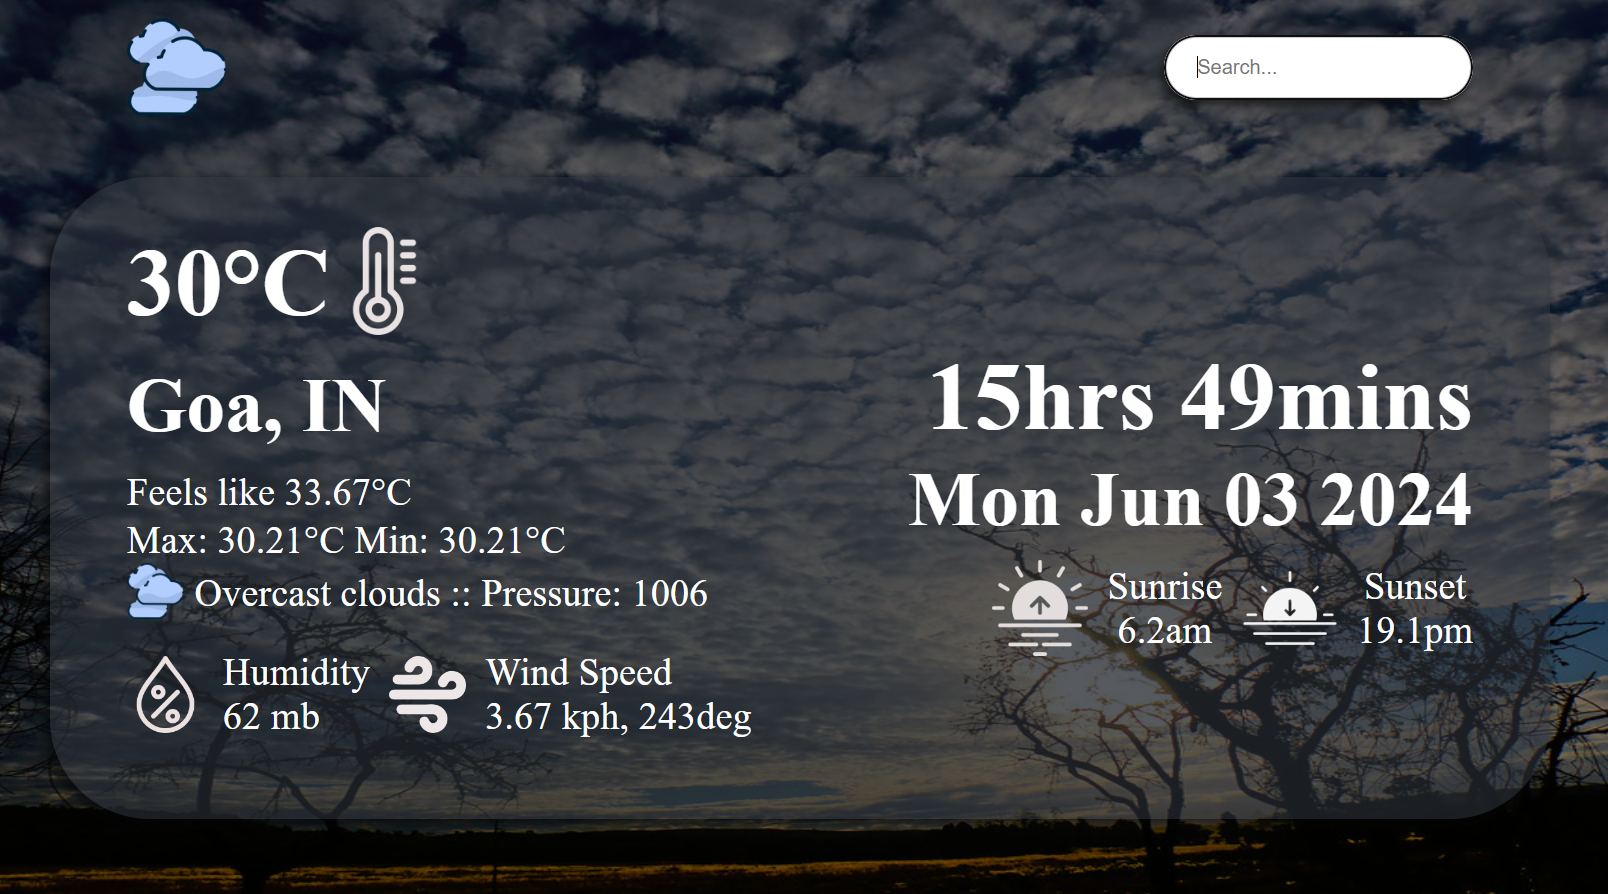 Search...
30°C
Goa, IN
Feels like 33.67°C
Max: 30.21°C Min: 30.21°C
Overcast clouds :: Pressure: 1006
Humidity
62 mb
Wind Speed
3.67 kph, 243deg
15hrs 49mins
Mon Jun 03 2024
Sunrise
6.2am
Sunset
19.1pm